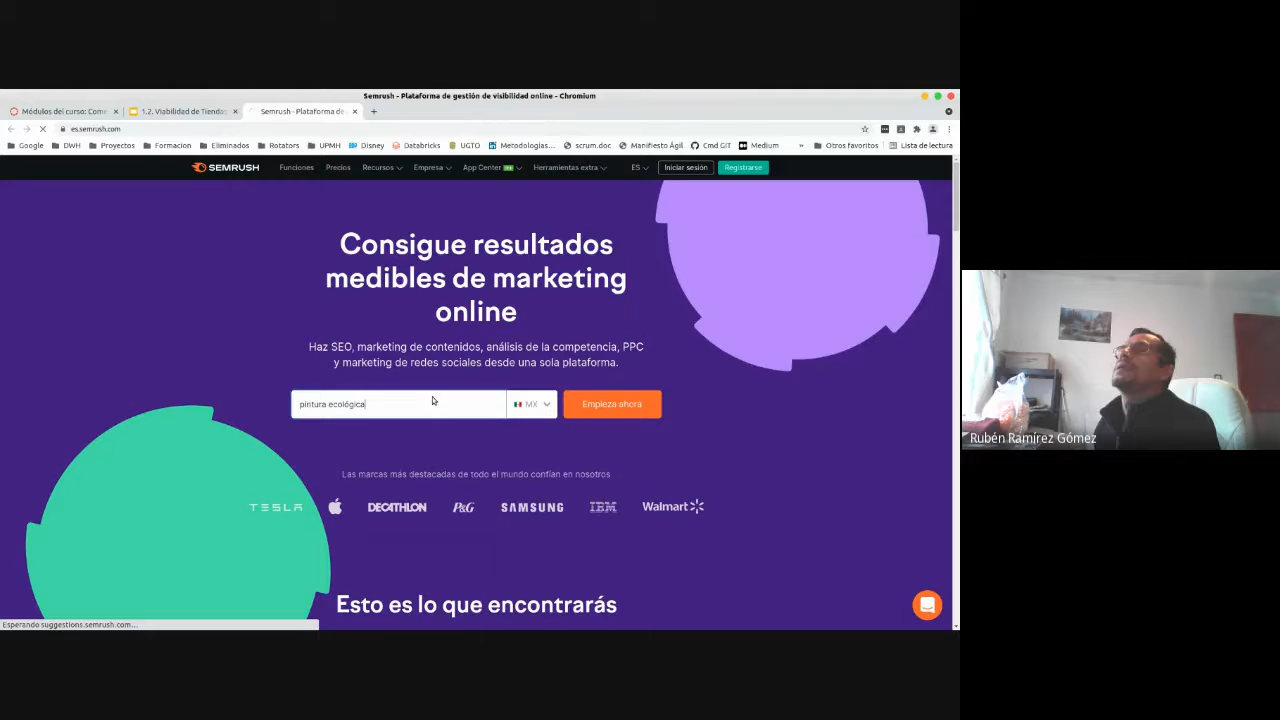 Semrush - Plataforma de gestión de visibilidad online - Chromium
Módulos del curso: Come
1.2. Viabilidad de Tiendas
Semrush - Plataforma de
es.semrush.com
Google
DWH
Proyectos
Formacion
Eliminados
Rotators
UPMH
Disney
Databricks
UGTO
Metodologías...
scrum.doc
Manifiesto Ágil
Cmd GIT
Medium
»
Otros favoritos
Lista de lectura
SEMRUSH
Funciones
Precios
Recursos
Empresa
App Center
Herramientas extra
ES
Iniciar sesión
Registrarse
Consigue resultados
medibles de marketing
online
Haz SEO, marketing de contenidos, análisis de la competencia, PPC
y marketing de redes sociales desde una sola plataforma.
pintura ecológica
MX
Empieza ahora
Las marcas más destacadas de todo el mundo confían en nosotros
TESLA
DECATHLON
P&G
SAMSUNG
IBM
Walmart
Esto es lo que encontrarás
Esperando suggestions.semrush.com...
Rubén Ramírez Gómez